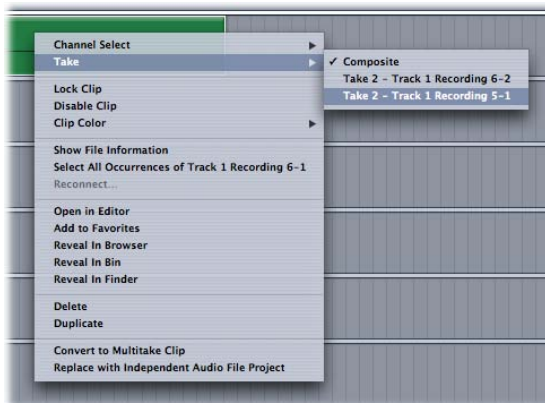 Channel Select
Take
Lock Clip
Disable Clip
Clip Color
Show File Information
Select All Occurrences of Track 1 Recording 6-1
Reconnect...
Open in Editor
Add to Favorites
Reveal In Browser
Reveal In Bin
Reveal in Finder
Delete
Duplicate
Convert to Multitake Clip
Replace with Independent Audio File Project
✓ Composite
Take 2 - Track 1 Recording 6-2
Take 2 - Track 1 Recording 5-1